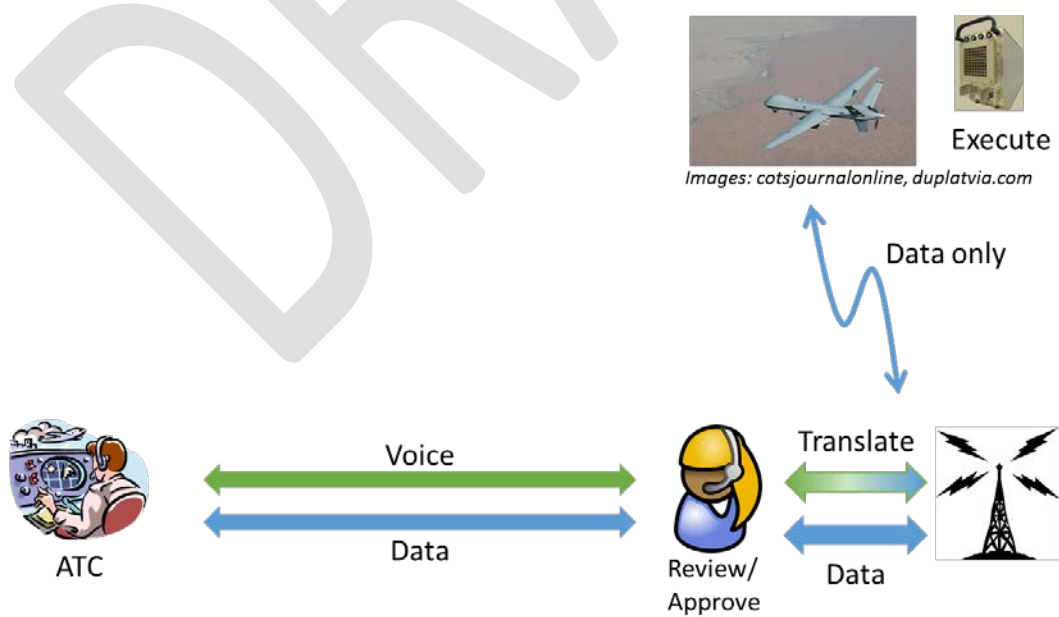 Execute
Images: cotsjournalonline, duplatvia.com
Data only
Voice
Translate
ATC
Data
Review/
Approve
Data